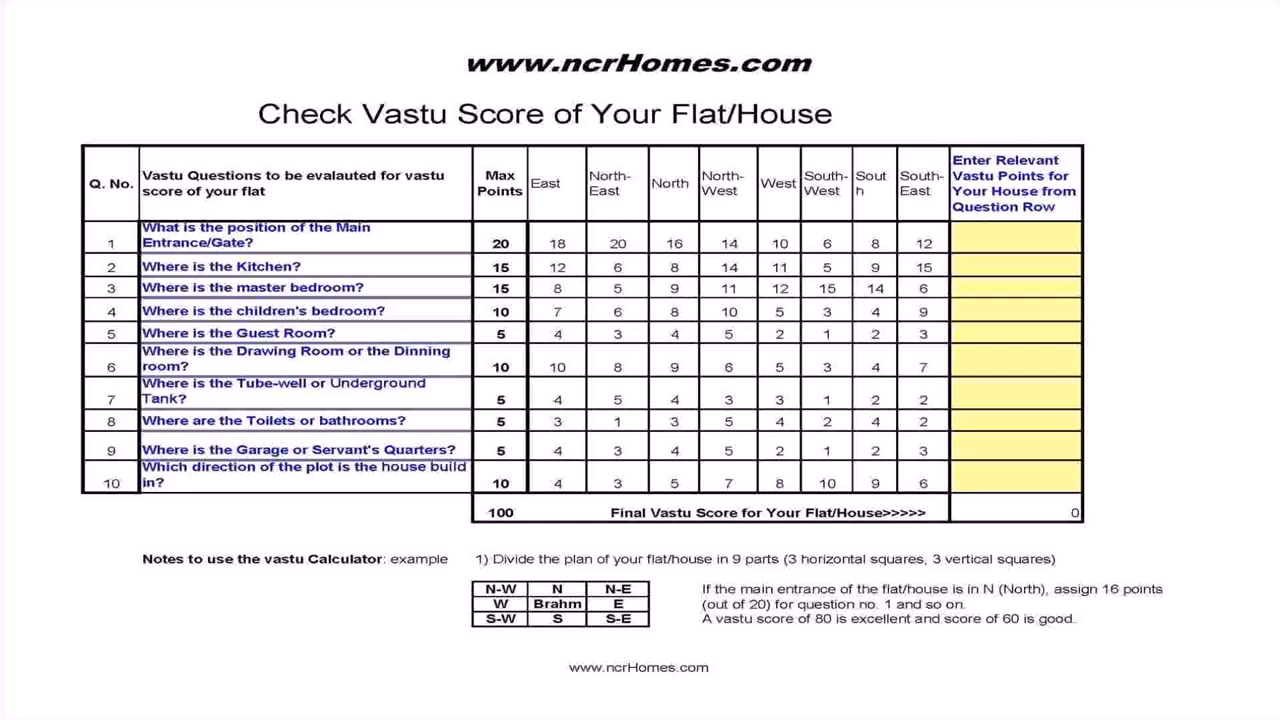 www.ncrHomes.com
Check Vastu Score of Your Flat/House
Q. No. Vastu Questions to be evalauted for vastu score of your flat Max Points East North-East North North-West West South-West Sout h South-East Enter Relevant Vastu Points for Your House from Question Row
1 What is the position of the Main Entrance/Gate? 20 18 20 16 14 10 6 8 12
2 Where is the Kitchen? 15 12 6 8 14 11 5 9 15
3 Where is the master bedroom? 15 8 5 9 11 12 15 14 6
4 Where is the children's bedroom? 10 7 6 8 10 5 3 4 9
5 Where is the Guest Room? 5 4 3 4 5 2 1 2 3
6 Where is the Drawing Room or the Dinning room? 10 10 8 9 6 5 3 4 7
7 Where is the Tube-well or Underground Tank? 5 4 5 4 3 3 1 2 2
8 Where are the Toilets or bathrooms? 5 3 1 3 5 4 2 4 2
9 Where is the Garage or Servant's Quarters? 5 4 3 4 5 2 1 2 3
10 Which direction of the plot is the house build in? 10 4 3 5 7 8 10 9 6
100 Final Vastu Score for Your Flat/House>>>>> 0
Notes to use the vastu Calculator: example 1) Divide the plan of your flat/house in 9 parts (3 horizontal squares, 3 vertical squares)
N-W N N-E If the main entrance of the flat/house is in N (North), assign 16 points
W Brahm E (out of 20) for question no. 1 and so on.
S-W S S-E A vastu score of 80 is excellent and score of 60 is good.
www.ncrHomes.com